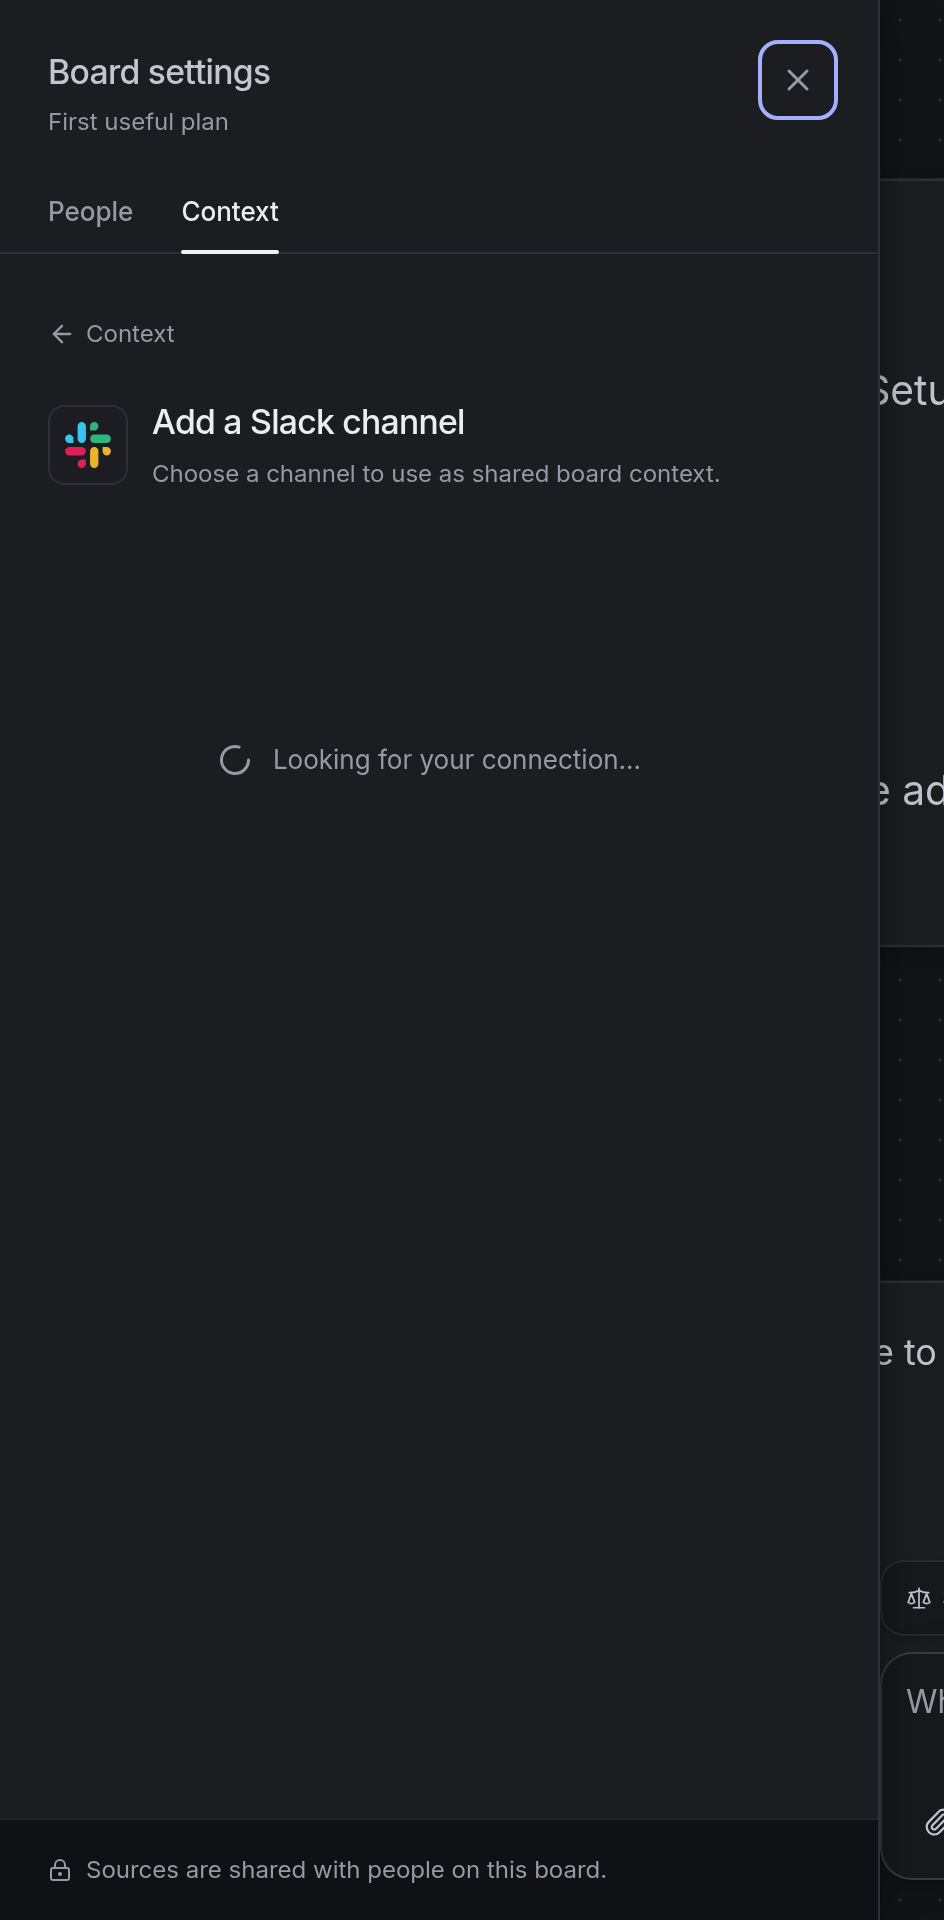 Board settings
First useful plan
People
Context
Context
Add a Slack channel
Choose a channel to use as shared board context.
Looking for your connection...
Sources are shared with people on this board.
to